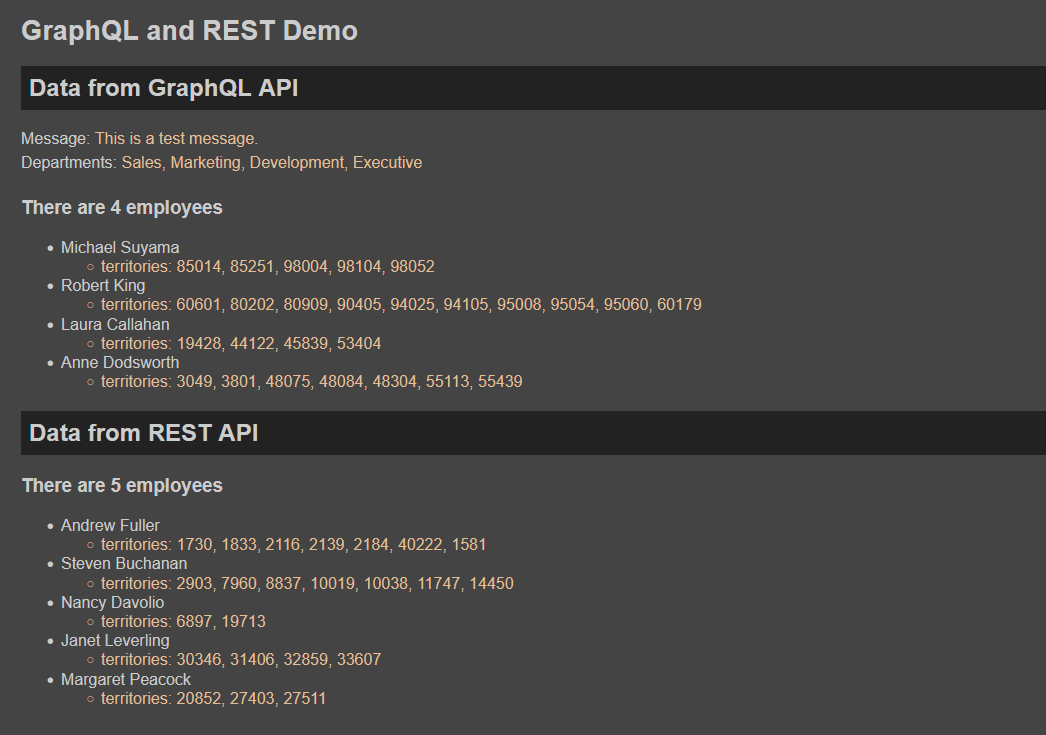 GraphQL and REST Demo
Data from GraphQL API
Message: This is a test message.
Departments: Sales, Marketing, Development, Executive
There are 4 employees
Michael Suyama
territories: 85014, 85251, 98004, 98104, 98052
Robert King
territories: 60601, 80202, 80909, 90405, 94025, 94105, 95008, 95054, 95060, 60179
Laura Callahan
territories: 19428, 44122, 45839, 53404
Anne Dodsworth
territories: 3049, 3801, 48075, 48084, 48304, 55113, 55439
Data from REST API
There are 5 employees
Andrew Fuller
territories: 1730, 1833, 2116, 2139, 2184, 40222, 1581
Steven Buchanan
territories: 2903, 7960, 8837, 10019, 10038, 11747, 14450
Nancy Davolio
territories: 6897, 19713
Janet Leverling
territories: 30346, 31406, 32859, 33607
Margaret Peacock
territories: 20852, 27403, 27511